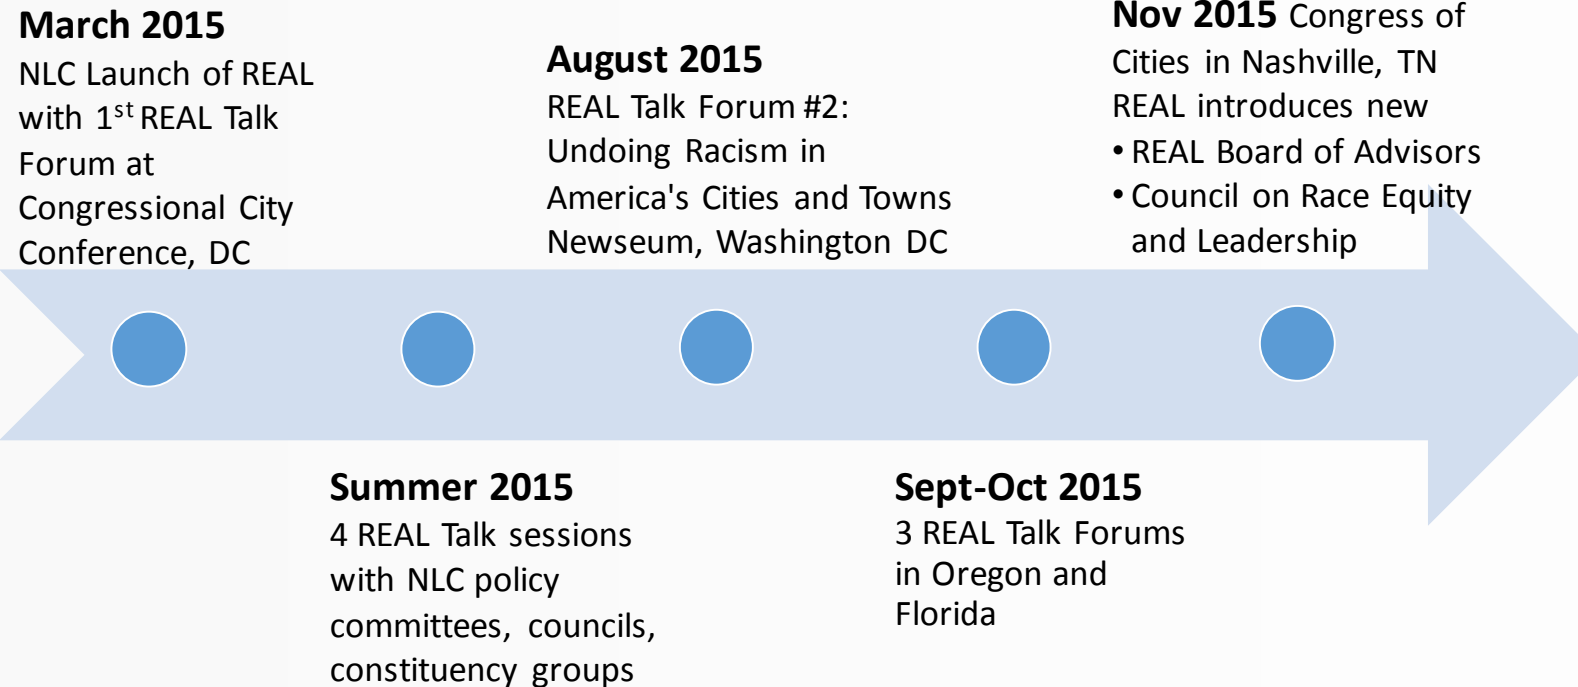 March 2015
NLC Launch of REAL
with 1st REAL Talk
Forum at
Congressional City
Conference, DC
Summer 2015
4 REAL Talk sessions
with NLC policy
committees, councils,
constituency groups
August 2015
REAL Talk Forum #2:
Undoing Racism in
America's Cities and Towns
Newseum, Washington DC
Sept-Oct 2015
3 REAL Talk Forums
in Oregon and
Florida
Nov 2015 Congress of
Cities in Nashville, TN
REAL introduces new
• REAL Board of Advisors
• Council on Race Equity
and Leadership